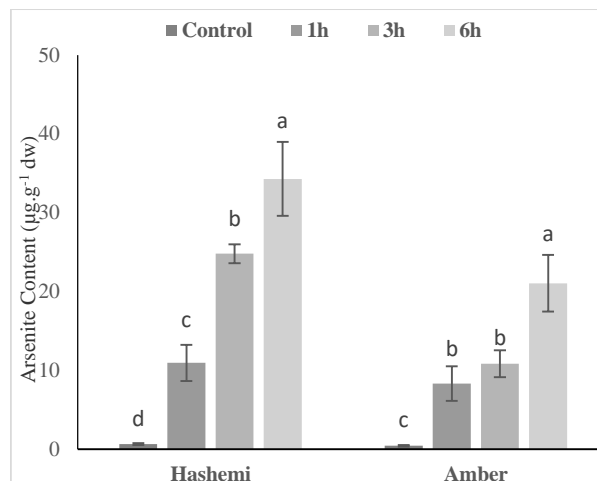 Control 1h 3h 6h
Arsenite Content (µg.g⁻¹ dw)
50
40
30
20
10
0
d
c
b
a
c
b
b
a
Hashemi Amber